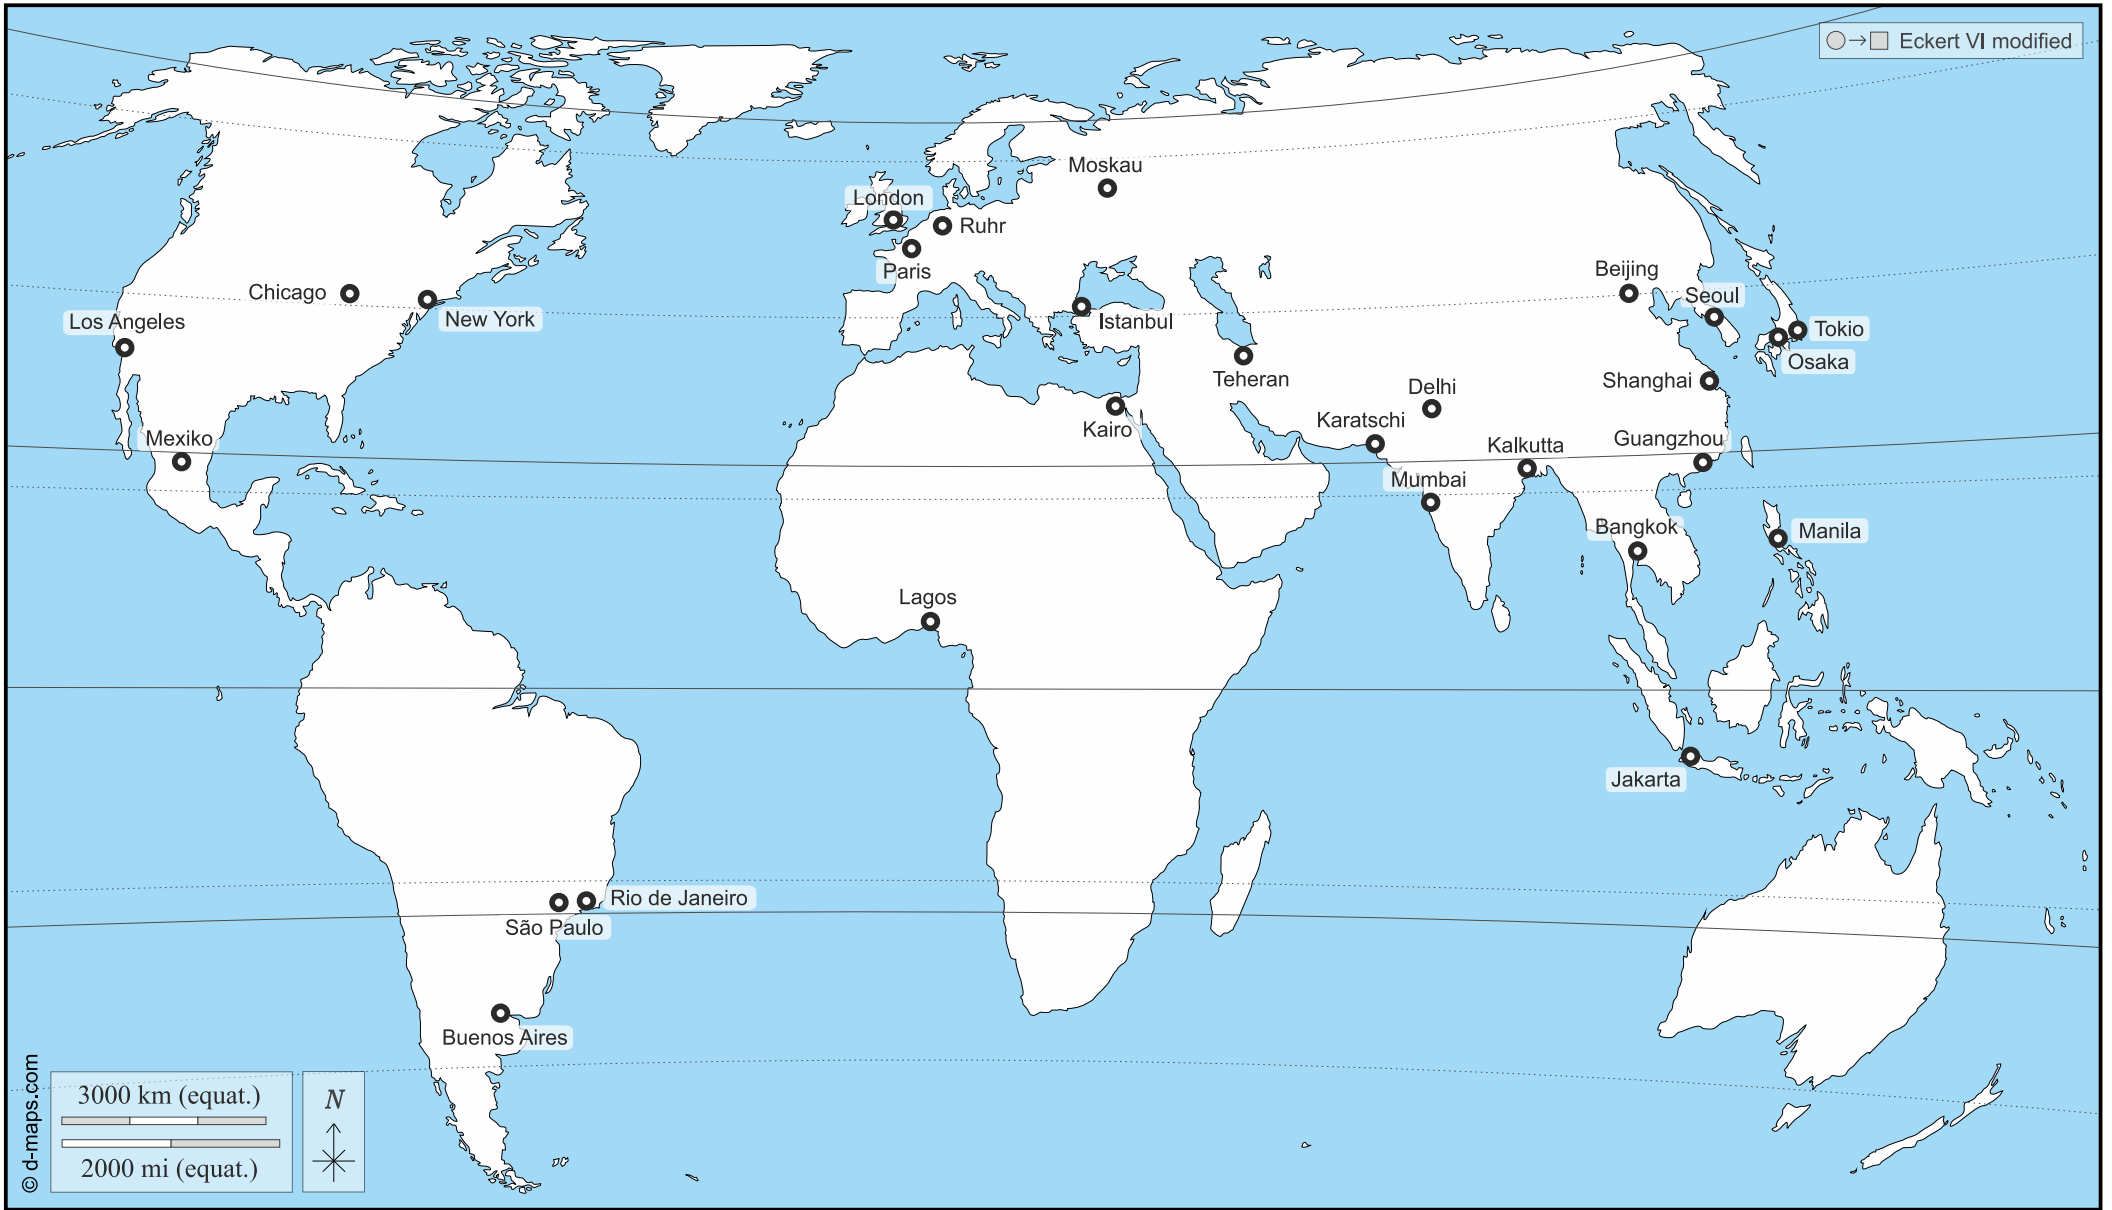 Eckert VI modified
Moskau
London
Ruhr
Paris
Beijing
Seoul
Chicago
New York
Los Angeles
Istanbul
Tokio
Osaka
Teheran
Shanghai
Delhi
Karatschi
Kairo
Mexiko
Kalkutta
Guangzhou
Mumbai
Bangkok
Manila
Lagos
Jakarta
Rio de Janeiro
São Paulo
Buenos Aires
3000 km (equat.)
2000 mi (equat.)
N
© d-maps.com